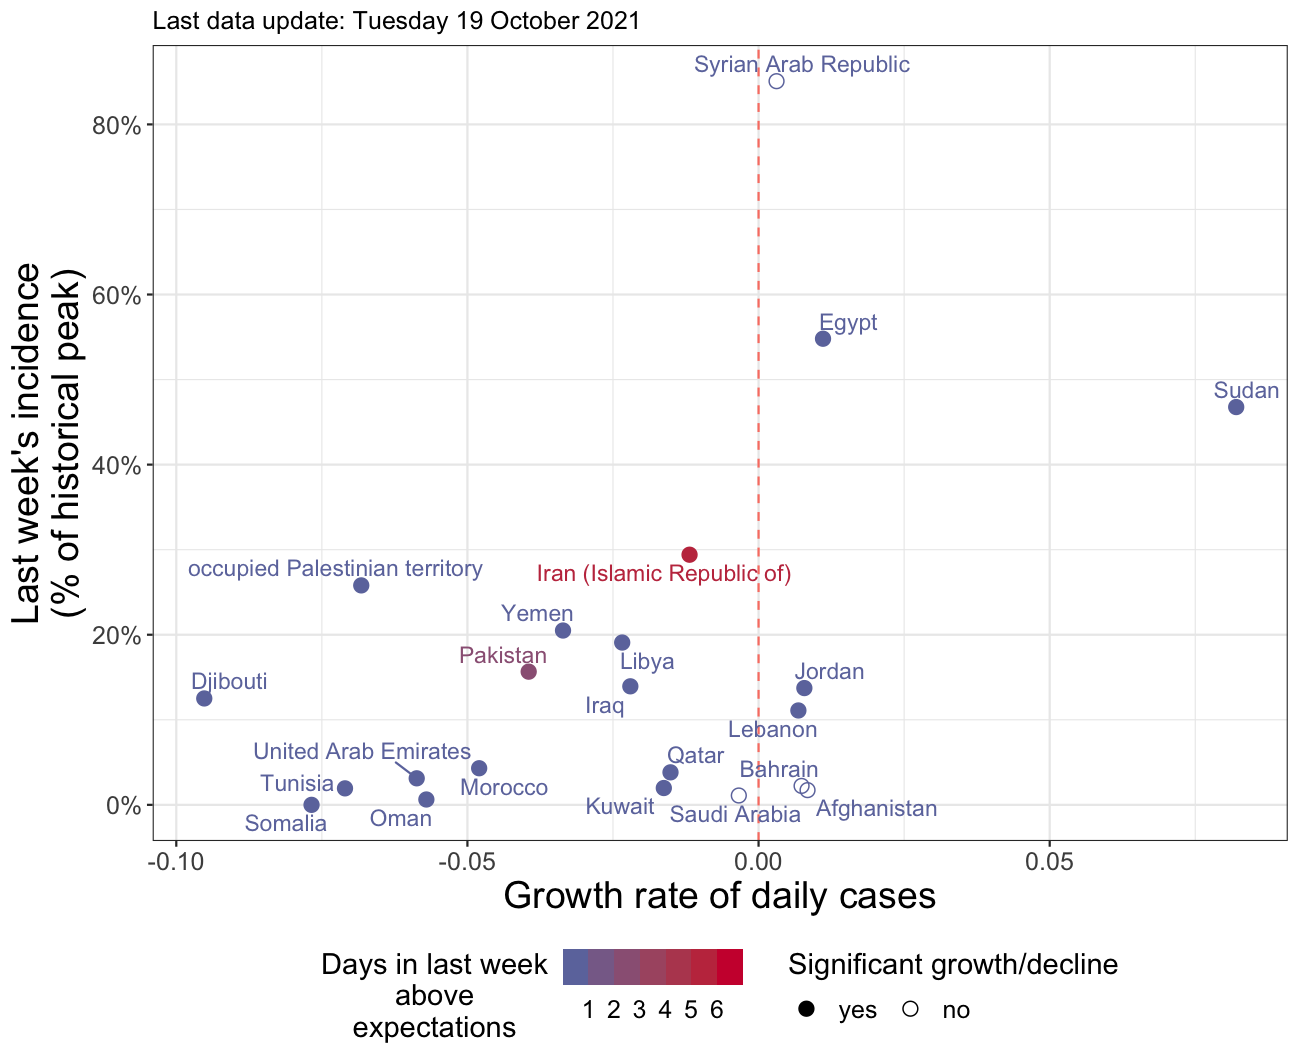 Last data update: Tuesday 19 October 2021
Last week's incidence
(% of historical peak)
80%
60%
40%
20%
0%
Syrian Arab Republic
Egypt
Sudan
occupied Palestinian territory
Iran (Islamic Republic of)
Yemen
Pakistan
Libya
Djibouti
Jordan
Iraq
Lebanon
United Arab Emirates
Qatar
Bahrain
Tunisia
Morocco
Kuwait
Saudi Arabia
Afghanistan
Somalia
Oman
-0.10
-0.05
0.00
0.05
Growth rate of daily cases
Days in last week
above
expectations
1 2 3 4 5 6
Significant growth/decline
yes
no